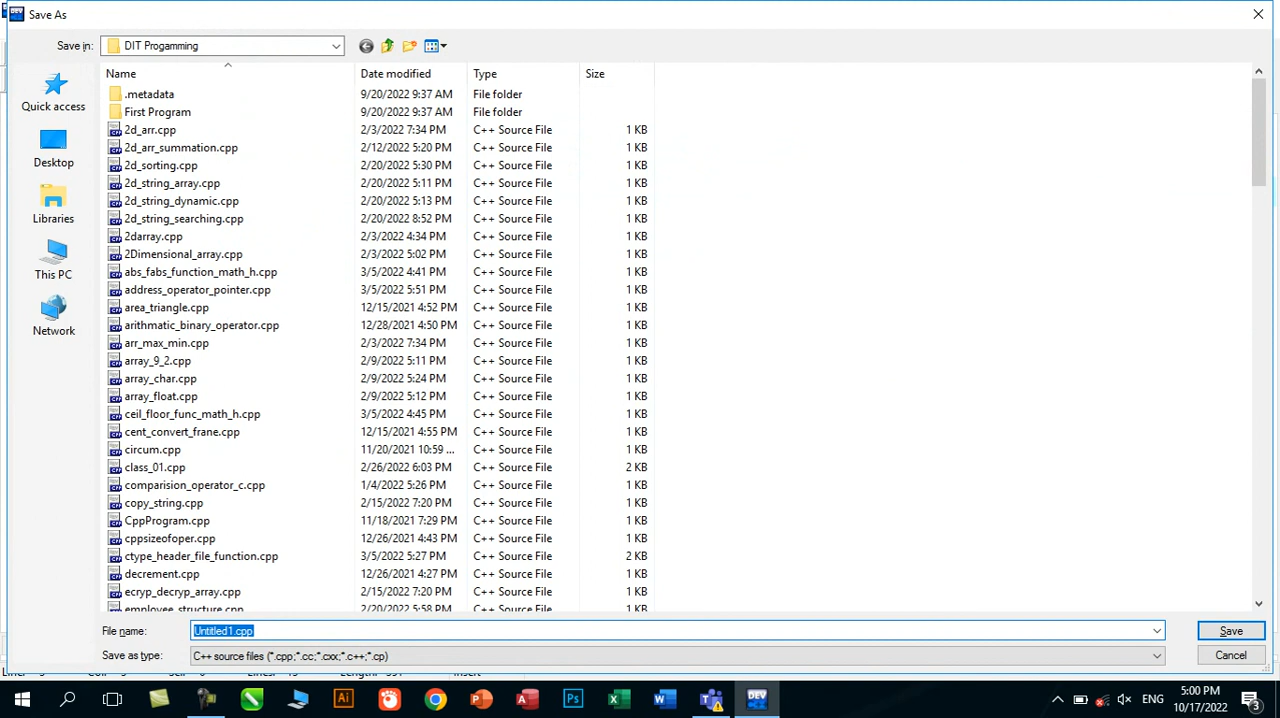 Save As
Save in: DIT Progamming
Name Date modified Type Size
Quick access
Desktop
Libraries
This PC
Network
.metadata 9/20/2022 9:37 AM File folder
First Program 9/20/2022 9:37 AM File folder
2d_arr.cpp 2/3/2022 7:34 PM C++ Source File 1 KB
2d_arr_summation.cpp 2/12/2022 5:20 PM C++ Source File 1 KB
2d_sorting.cpp 2/20/2022 5:30 PM C++ Source File 1 KB
2d_string_array.cpp 2/20/2022 5:11 PM C++ Source File 1 KB
2d_string_dynamic.cpp 2/20/2022 5:13 PM C++ Source File 1 KB
2d_string_searching.cpp 2/20/2022 8:52 PM C++ Source File 1 KB
2darray.cpp 2/3/2022 4:34 PM C++ Source File 1 KB
2Dimensional_array.cpp 2/3/2022 5:02 PM C++ Source File 1 KB
abs_fabs_function_math_h.cpp 3/5/2022 4:41 PM C++ Source File 1 KB
address_operator_pointer.cpp 3/5/2022 5:51 PM C++ Source File 1 KB
area_triangle.cpp 12/15/2021 4:52 PM C++ Source File 1 KB
arithmatic_binary_operator.cpp 12/28/2021 4:50 PM C++ Source File 1 KB
arr_max_min.cpp 2/3/2022 7:34 PM C++ Source File 1 KB
array_9_2.cpp 2/9/2022 5:11 PM C++ Source File 1 KB
array_char.cpp 2/9/2022 5:24 PM C++ Source File 1 KB
array_float.cpp 2/9/2022 5:12 PM C++ Source File 1 KB
ceil_floor_func_math_h.cpp 3/5/2022 4:45 PM C++ Source File 1 KB
cent_convert_frane.cpp 12/15/2021 4:55 PM C++ Source File 1 KB
circum.cpp 11/20/2021 10:59 ... C++ Source File 1 KB
class_01.cpp 2/26/2022 6:03 PM C++ Source File 2 KB
comparision_operator_c.cpp 1/4/2022 5:26 PM C++ Source File 1 KB
copy_string.cpp 2/15/2022 7:20 PM C++ Source File 1 KB
CppProgram.cpp 11/18/2021 7:29 PM C++ Source File 1 KB
cppsizeofoper.cpp 12/26/2021 4:43 PM C++ Source File 1 KB
ctype_header_file_function.cpp 3/5/2022 5:27 PM C++ Source File 2 KB
decrement.cpp 12/26/2021 4:27 PM C++ Source File 1 KB
ecryp_decryp_array.cpp 2/15/2022 7:20 PM C++ Source File 1 KB
employee_structure.cpp 2/20/2022 5:58 PM C++ Source File 1 KB
File name: Untitled1.cpp Save
Save as type: C++ source files (*.cpp;*.cc;*.cxx;*.c++;*.cp) Cancel
Ai Ps DEV ENG 5:00 PM
10/17/2022 3